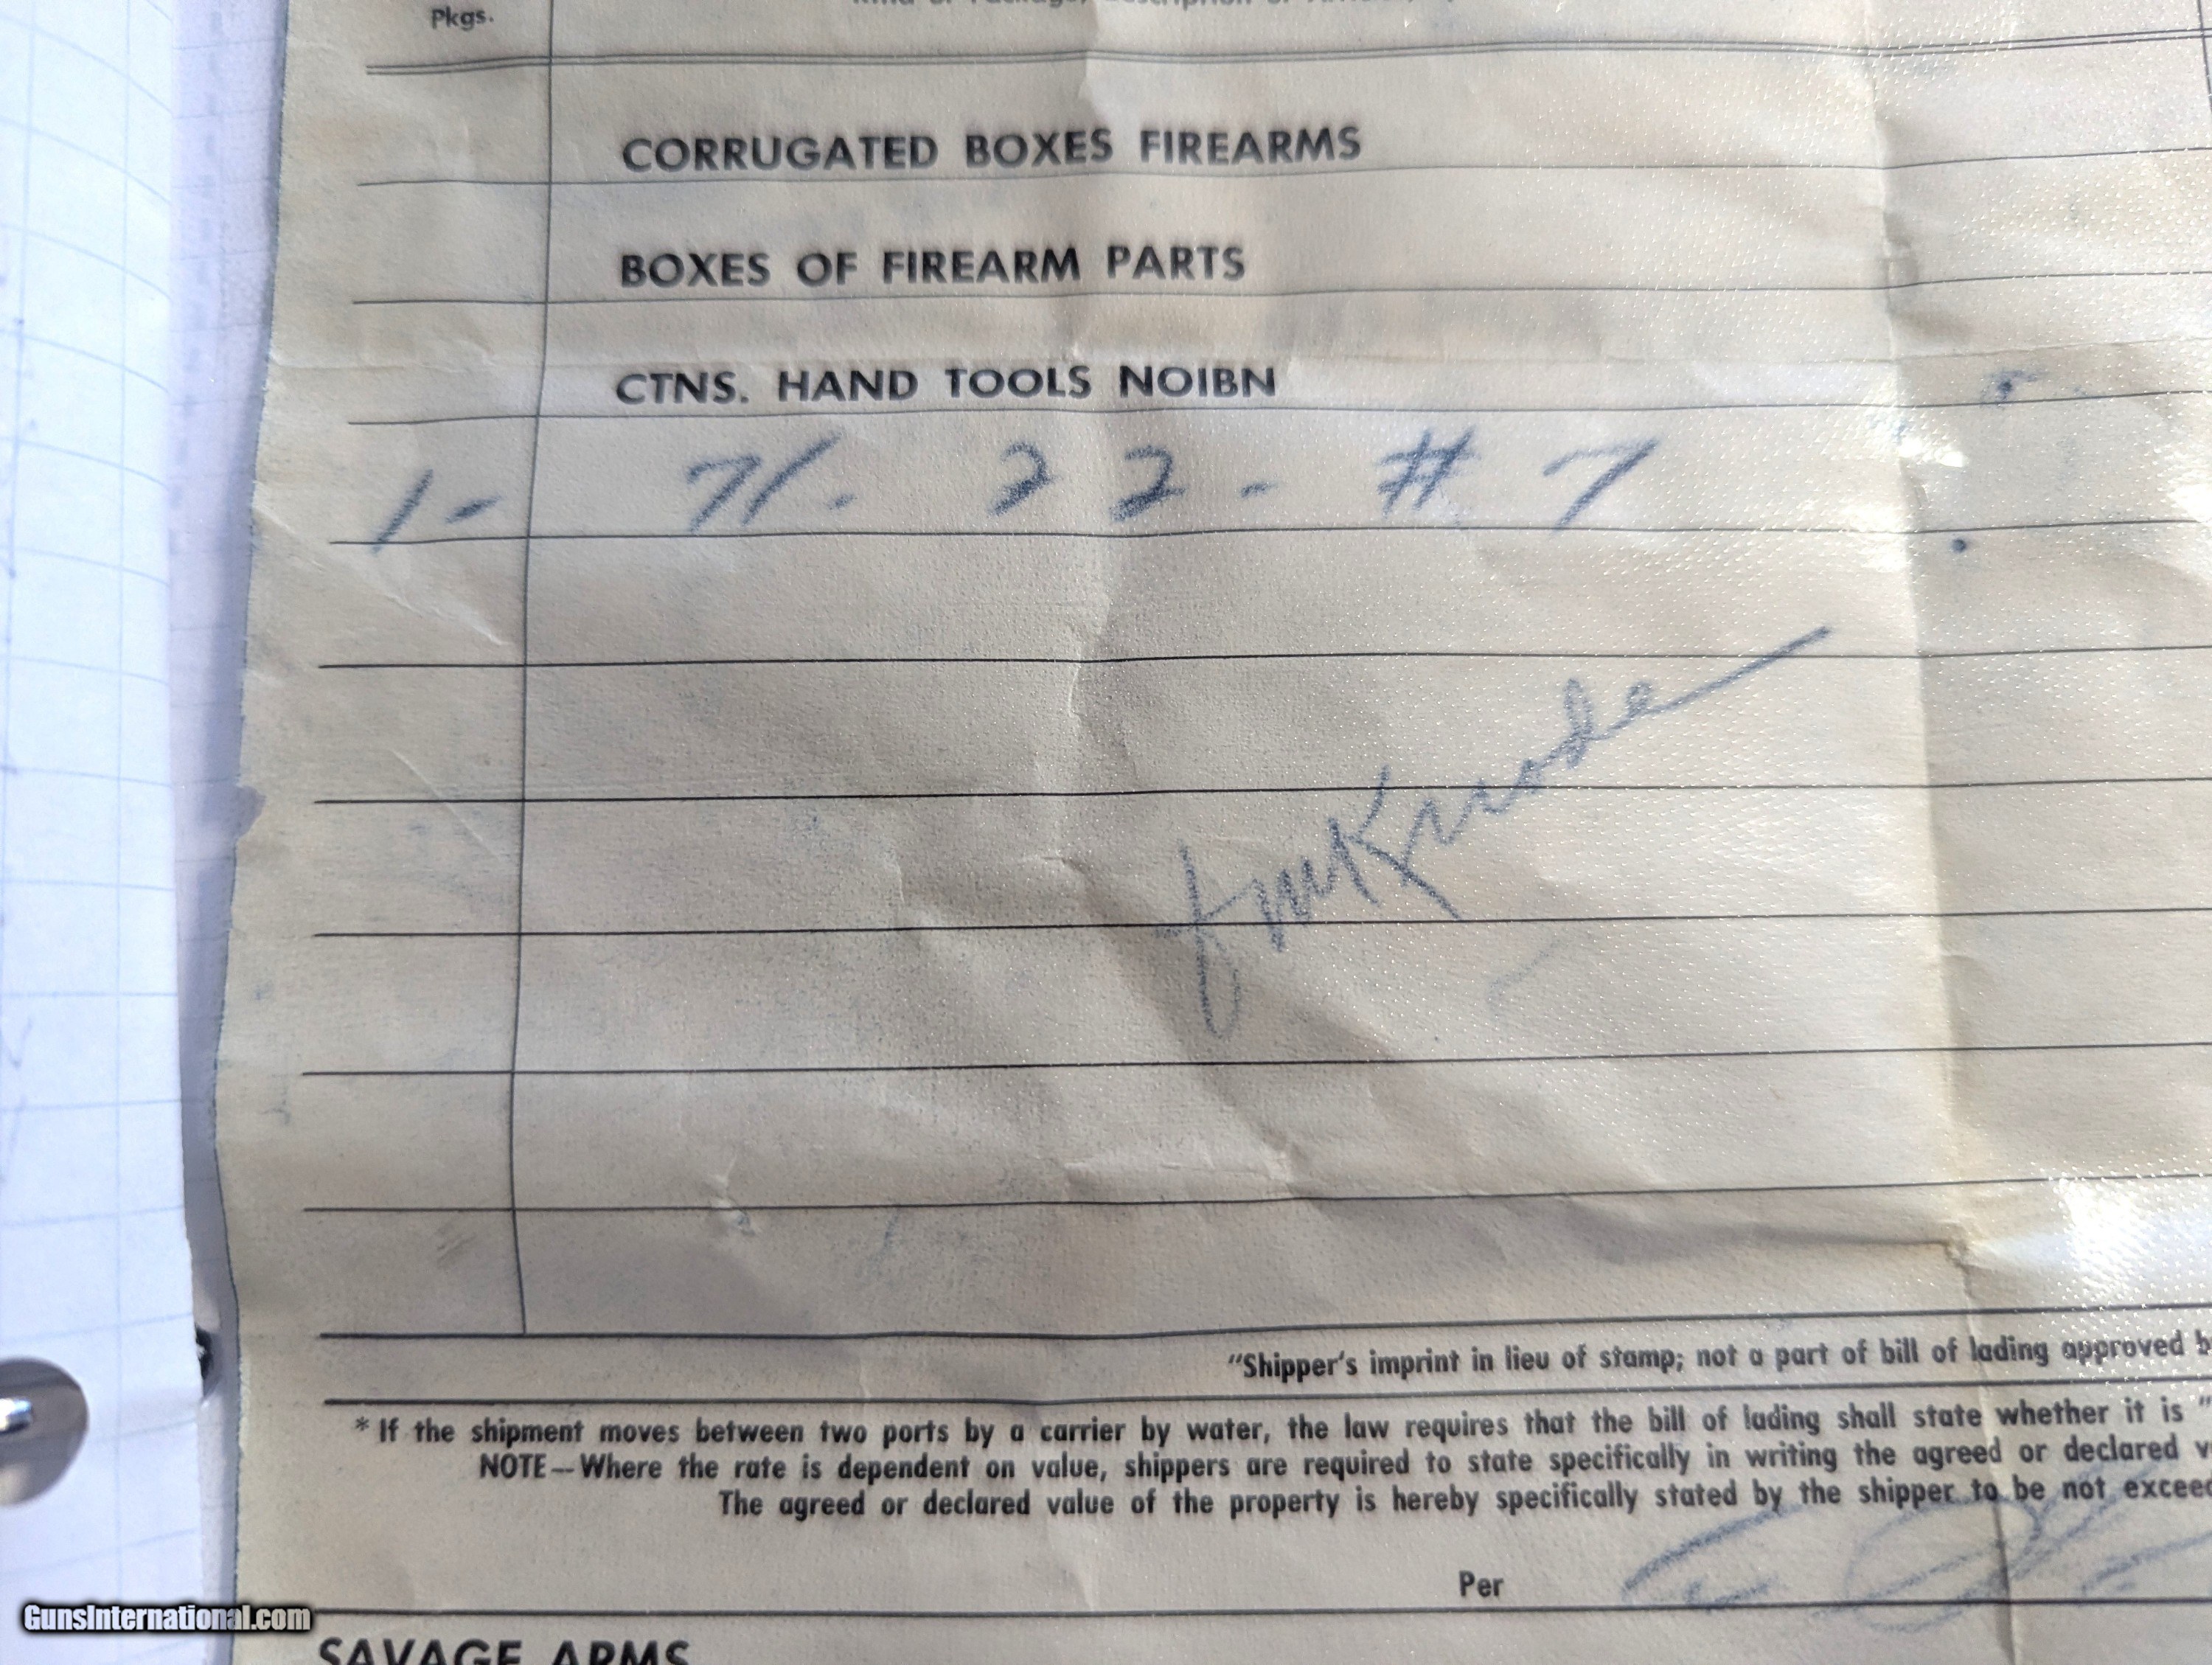 Pkgs.
CORRUGATED BOXES FIREARMS
BOXES OF FIREARM PARTS
CTNS. HAND TOOLS NOIBN
1- 71. 22 - # 7
"Shipper's imprint in lieu of stamp; not a part of bill of lading approved
* If the shipment moves between two ports by a carrier by water, the law requires that the bill of lading shall state whether it is "
NOTE—Where the rate is dependent on value, shippers are required to state specifically in writing the agreed or declared
The agreed or declared value of the property is hereby specifically stated by the shipper to be not
Per
GunsInternational.com
SAVAGE ARMS